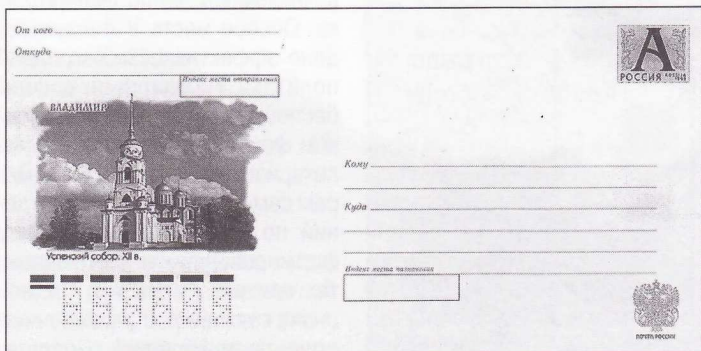 От кого
Откуда
Индекс места отправления
ВЛАДИМИР
Успенский собор. XII в.
А
РОССИЯ
Кому
Куда
Индекс места назначения
ПОЧТА РОССИИ